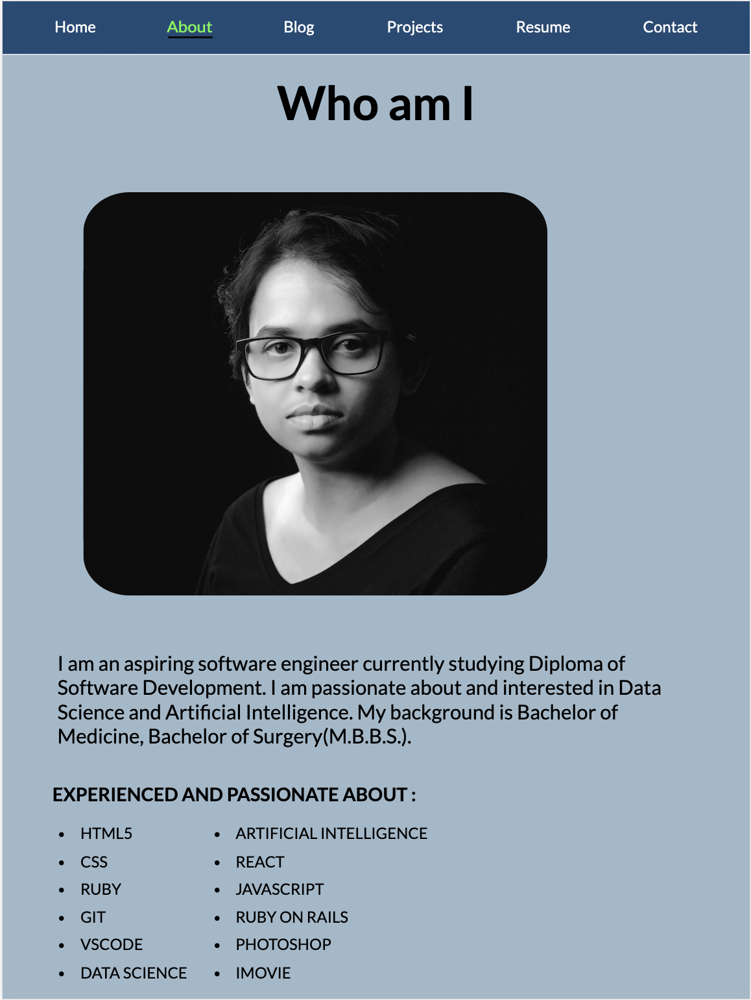 Home About Blog Projects Resume Contact
Who am I
I am an aspiring software engineer currently studying Diploma of
Software Development. I am passionate about and interested in Data
Science and Artificial Intelligence. My background is Bachelor of
Medicine, Bachelor of Surgery(M.B.B.S.).
EXPERIENCED AND PASSIONATE ABOUT :
• HTML5
• CSS
• RUBY
• GIT
• VSCODE
• DATA SCIENCE
• ARTIFICIAL INTELLIGENCE
• REACT
• JAVASCRIPT
• RUBY ON RAILS
• PHOTOSHOP
• IMOVIE